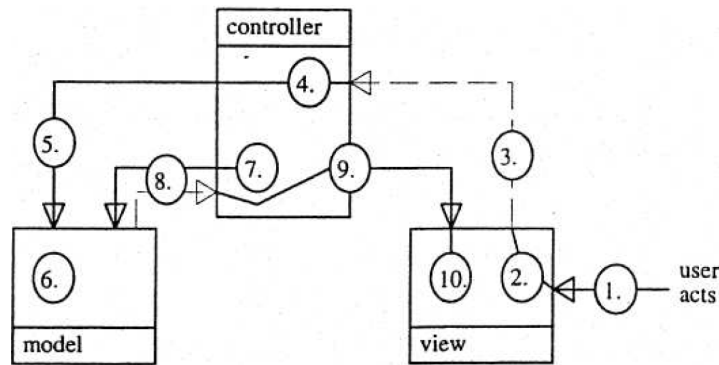 controller
4.
5.
3.
7.
9.
8.
6.
10.
2.
1.
user
acts
model
view